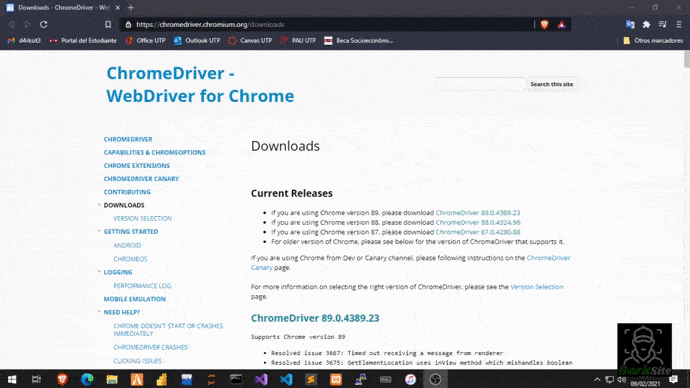 Downloads - ChromeDriver - Web
https://chromedriver.chromium.org/downloads
d4rksit3
Portal del Estudiante
Office UTP
Outlook UTP
Canvas UTP
PALI UTP
Beca Socioeconómi...
Otros marcadores
ChromeDriver -
WebDriver for Chrome
Search this site
CHROMEDRIVER
CAPABILITIES & CHROMEOPTIONS
CHROME EXTENSIONS
CHROMEDRIVER CANARY
CONTRIBUTING
DOWNLOADS
VERSION SELECTION
GETTING STARTED
ANDROID
CHROMEOS
LOGGING
PERFORMANCE LOG
MOBILE EMULATION
NEED HELP?
CHROME DOESN'T START OR CRASHES
IMMEDIATELY
CHROMEDRIVER CRASHES
CLICKING ISSUES
Downloads
Current Releases
If you are using Chrome version 89, please download ChromeDriver 89.0.4389.23
If you are using Chrome version 88, please download ChromeDriver 88.0.4324.96
If you are using Chrome version 87, please download ChromeDriver 87.0.4280.88
For older version of Chrome, please see below for the version of ChromeDriver that supports it.
If you are using Chrome from Dev or Canary channel, please following instructions on the ChromeDriver
Canary page.
For more information on selecting the right version of ChromeDriver, please see the Version Selection
page.
ChromeDriver 89.0.4389.23
Supports Chrome version 89
Resolved issue 3667: Timed out receiving a message from renderer
Resolved issue 3675: GetElementLocation uses inView method which mishandles boolean
09/02/2021